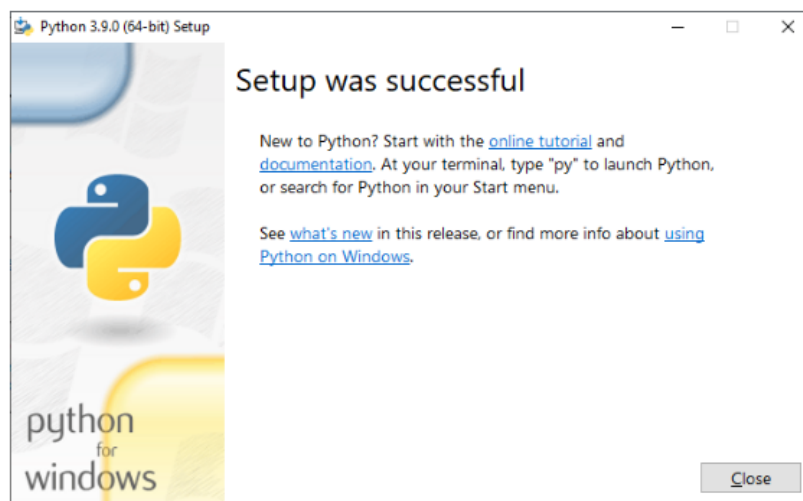 Python 3.9.0 (64-bit) Setup
Setup was successful
New to Python? Start with the online tutorial and
documentation. At your terminal, type "py" to launch Python,
or search for Python in your Start menu.
See what's new in this release, or find more info about using
Python on Windows.
python
for
windows
Close